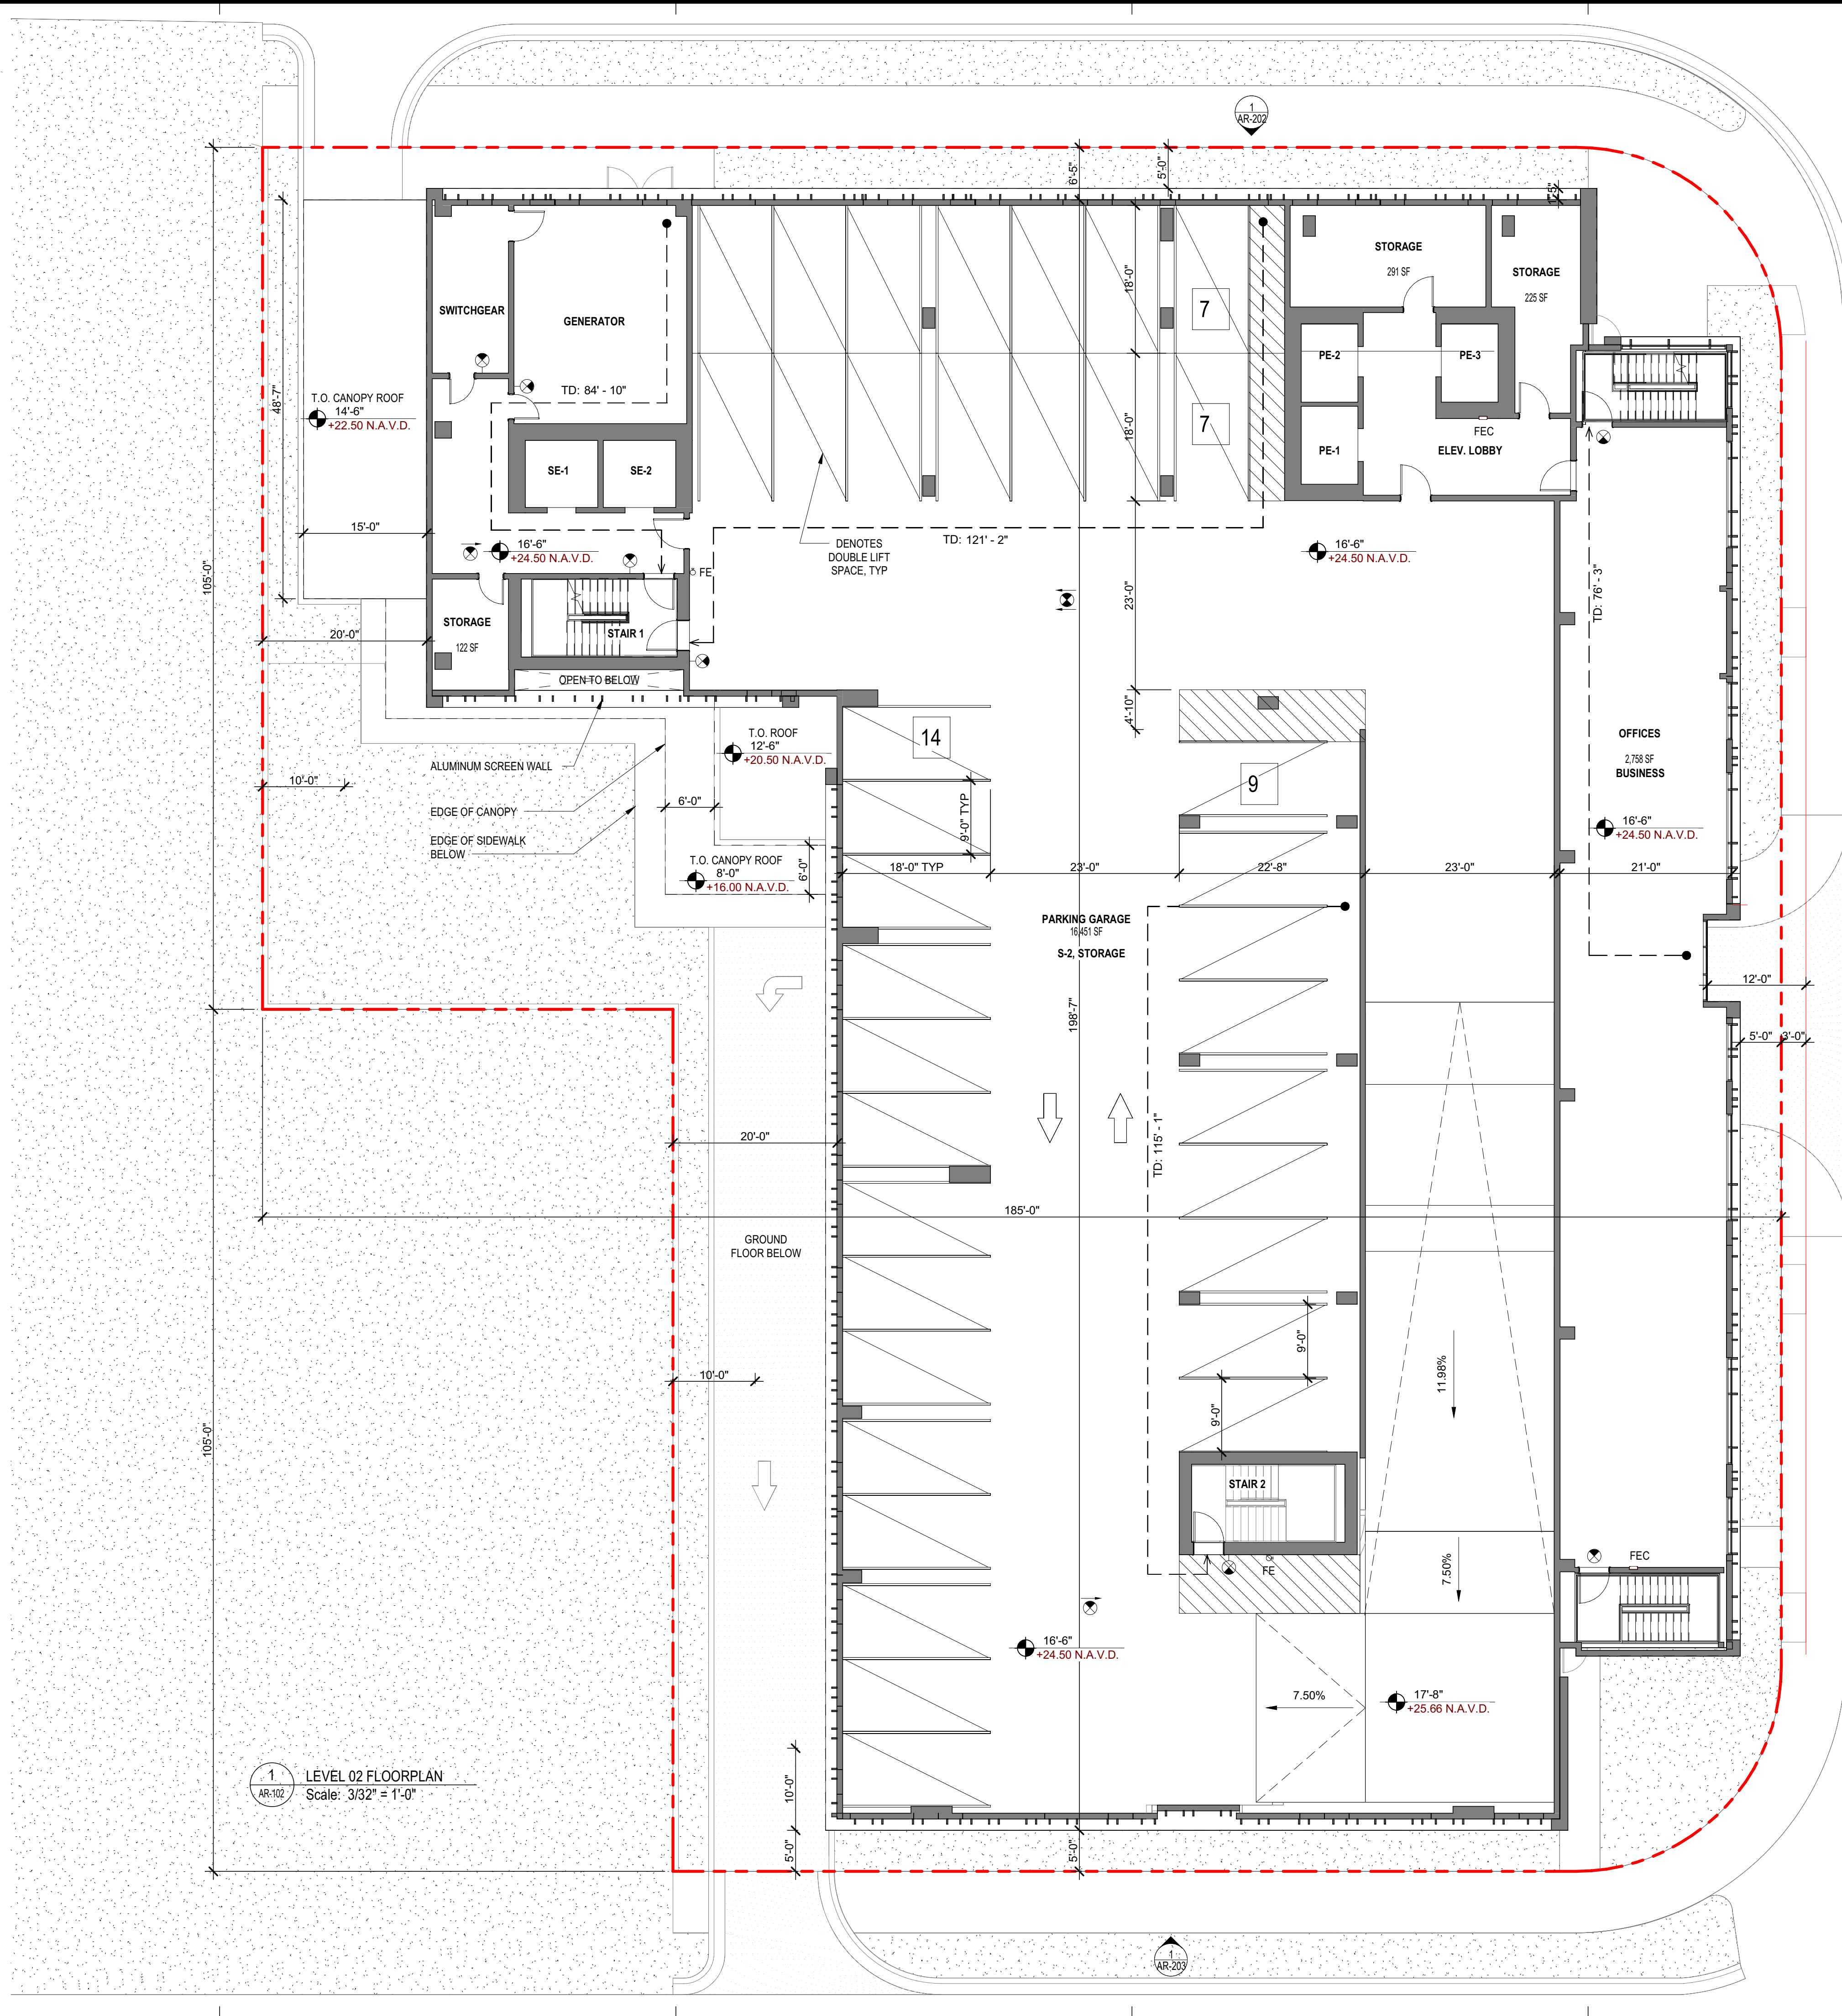 1
AR-202
6'-5"
5'-0"
1'-5"
STORAGE
291 SF
STORAGE
225 SF
SWITCHGEAR
GENERATOR
18'-0"
7
PE-2
PE-3
TD: 84' - 10"
48'-7"
T.O. CANOPY ROOF
14'-6"
+22.50 N.A.V.D.
18'-0"
7
FEC
PE-1
ELEV. LOBBY
SE-1
SE-2
15'-0"
DENOTES
DOUBLE LIFT
SPACE, TYP
TD: 121' - 2"
16'-6"
+24.50 N.A.V.D.
16'-6"
+24.50 N.A.V.D.
105'-0"
FE
23'-0"
TD: 76' - 3"
20'-0"
STORAGE
122 SF
STAIR 1
OPEN TO BELOW
4'-10"
T.O. ROOF
12'-6"
+20.50 N.A.V.D.
14
OFFICES
2,758 SF
BUSINESS
ALUMINUM SCREEN WALL
10'-0"
9
EDGE OF CANOPY
6'-0"
9'-0" TYP
16'-6"
+24.50 N.A.V.D.
EDGE OF SIDEWALK
BELOW
T.O. CANOPY ROOF
8'-0"
+16.00 N.A.V.D.
6'-0"
18'-0" TYP
23'-0"
22'-8"
23'-0"
21'-0"
PARKING GARAGE
16,451 SF
S-2, STORAGE
12'-0"
198'-7"
5'-0"
3'-0"
20'-0"
TD: 115' - 1"
185'-0"
GROUND
FLOOR BELOW
9'-0"
10'-0"
11.98%
9'-0"
105'-0"
STAIR 2
FEC
FE
7.50%
16'-6"
+24.50 N.A.V.D.
7.50%
17'-8"
+25.66 N.A.V.D.
1
AR-102
LEVEL 02 FLOORPLAN
Scale: 3/32" = 1'-0"
10'-0"
5'-0"
5'-0"
1
AR-203